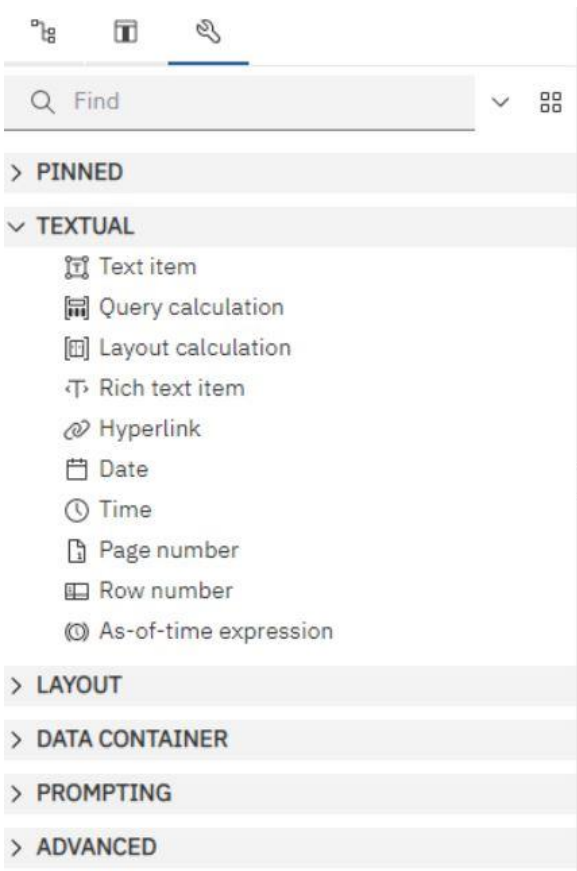 Find
PINNED
TEXTUAL
Text item
Query calculation
Layout calculation
Rich text item
Hyperlink
Date
Time
Page number
Row number
As-of-time expression
LAYOUT
DATA CONTAINER
PROMPTING
ADVANCED